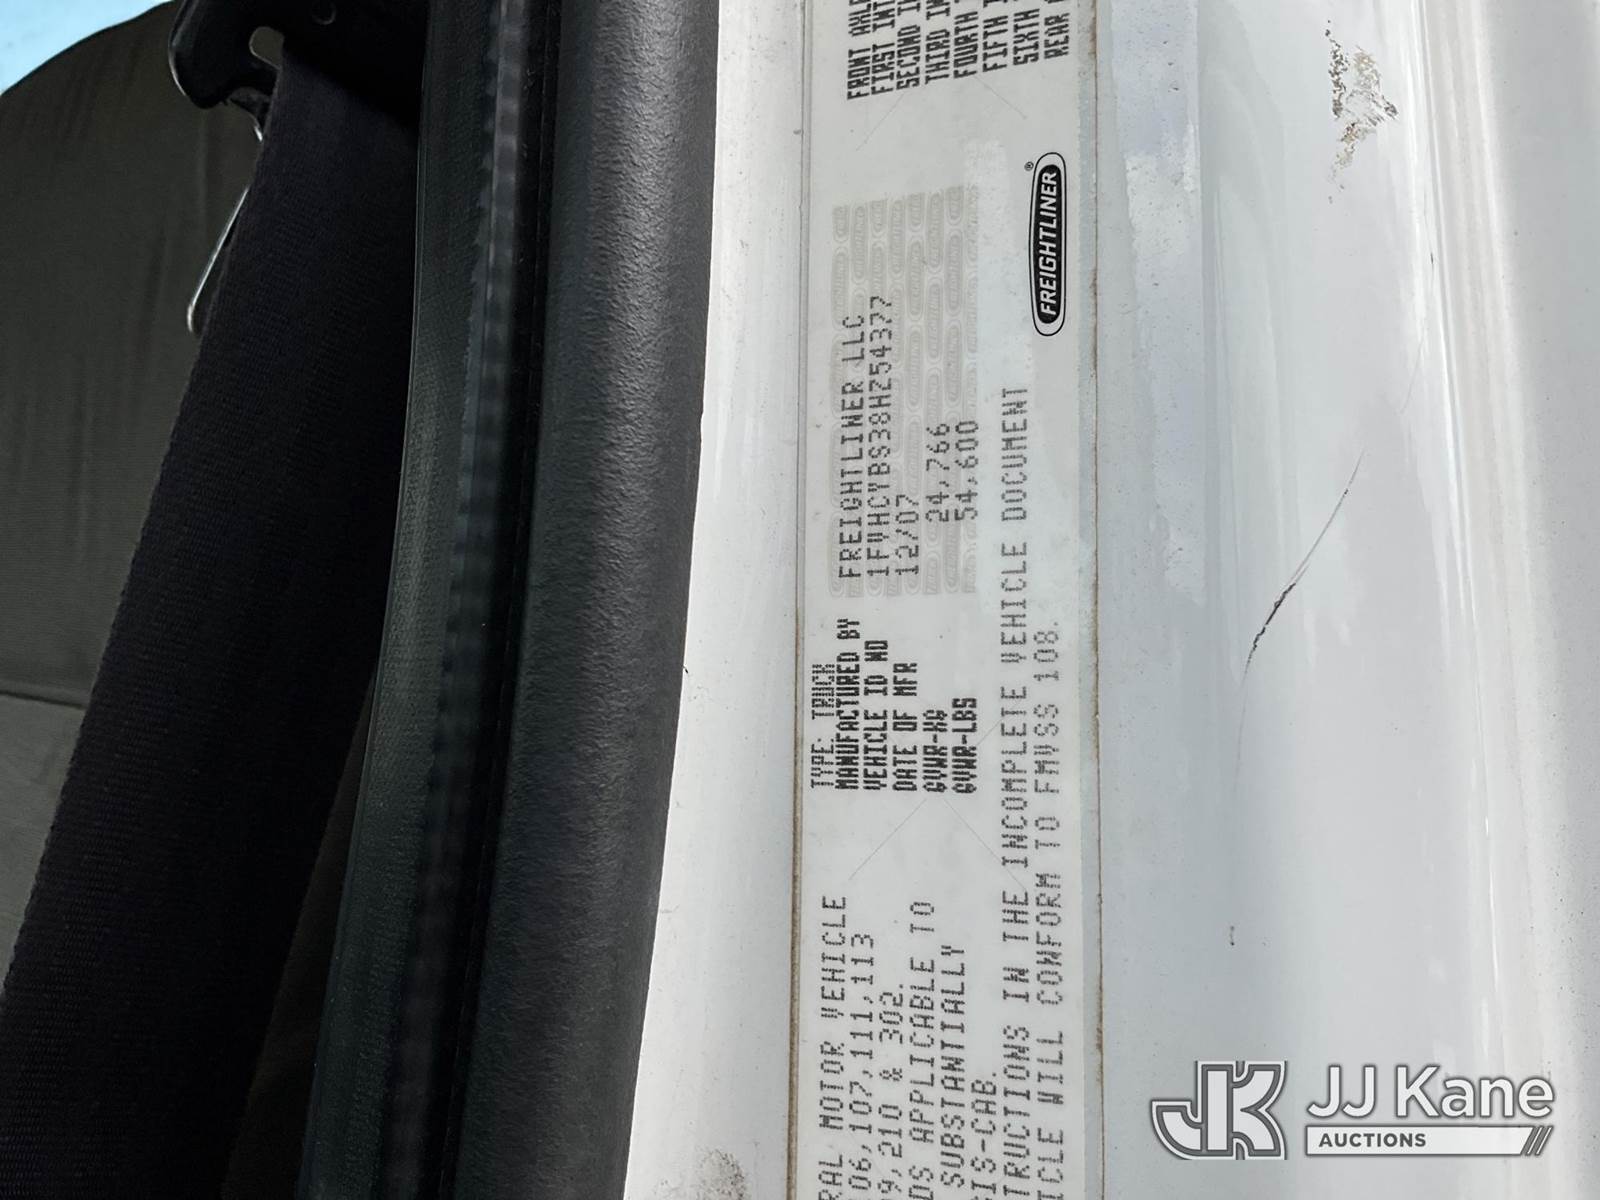 RAL MOTOR VEHICLE
06,107,111,113
9,210 & 302.
DS APPLICABLE TO
SUBSTANTIALLY
SIS-CAB.
TRUCTIONS IN THE INCOMPLETE VEHICLE DOCUMENT
ICLE WILL CONFORM TO FMVSS 108.
TYPE: TRUCK
MANUFACTURED BY FREIGHTLINER LLC
VEHICLE ID NO 1FVHCYBS38HZ54377
DATE OF MFR 12/07
GVWR-KG 24,766
GVWR-LBS 54,600
FREIGHTLINER®
FRONT AXLE
FIRST INT
SECOND IN
THIRD IN
FOURTH
FIFTH
SIXTH
REAR
JJ Kane
AUCTIONS